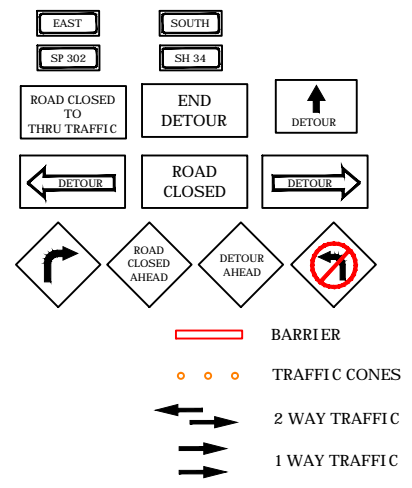 EAST
SOUTH
SP 302
SH 34
ROAD CLOSED
TO
THRU TRAFFIC
END
DETOUR
DETOUR
DETOUR
ROAD
CLOSED
DETOUR
ROAD
CLOSED
AHEAD
DETOUR
AHEAD
BARRIER
TRAFFIC CONES
2 WAY TRAFFIC
1 WAY TRAFFIC